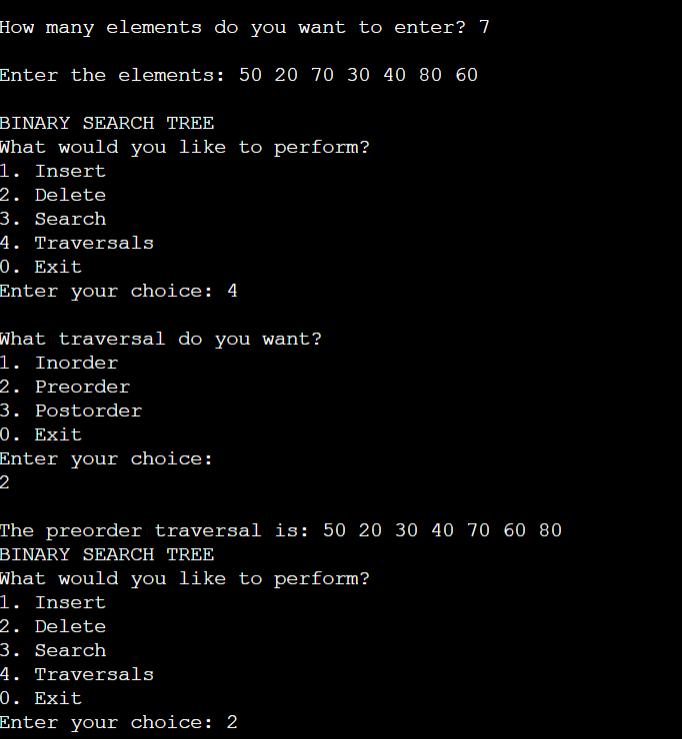 How many elements do you want to enter? 7
Enter the elements: 50 20 70 30 40 80 60
BINARY SEARCH TREE
What would you like to perform?
1. Insert
2. Delete
3. Search
4. Traversals
0. Exit
Enter your choice: 4
What traversal do you want?
1. Inorder
2. Preorder
3. Postorder
0. Exit
Enter your choice:
2
The preorder traversal is: 50 20 30 40 70 60 80
BINARY SEARCH TREE
What would you like to perform?
1. Insert
2. Delete
3. Search
4. Traversals
0. Exit
Enter your choice: 2